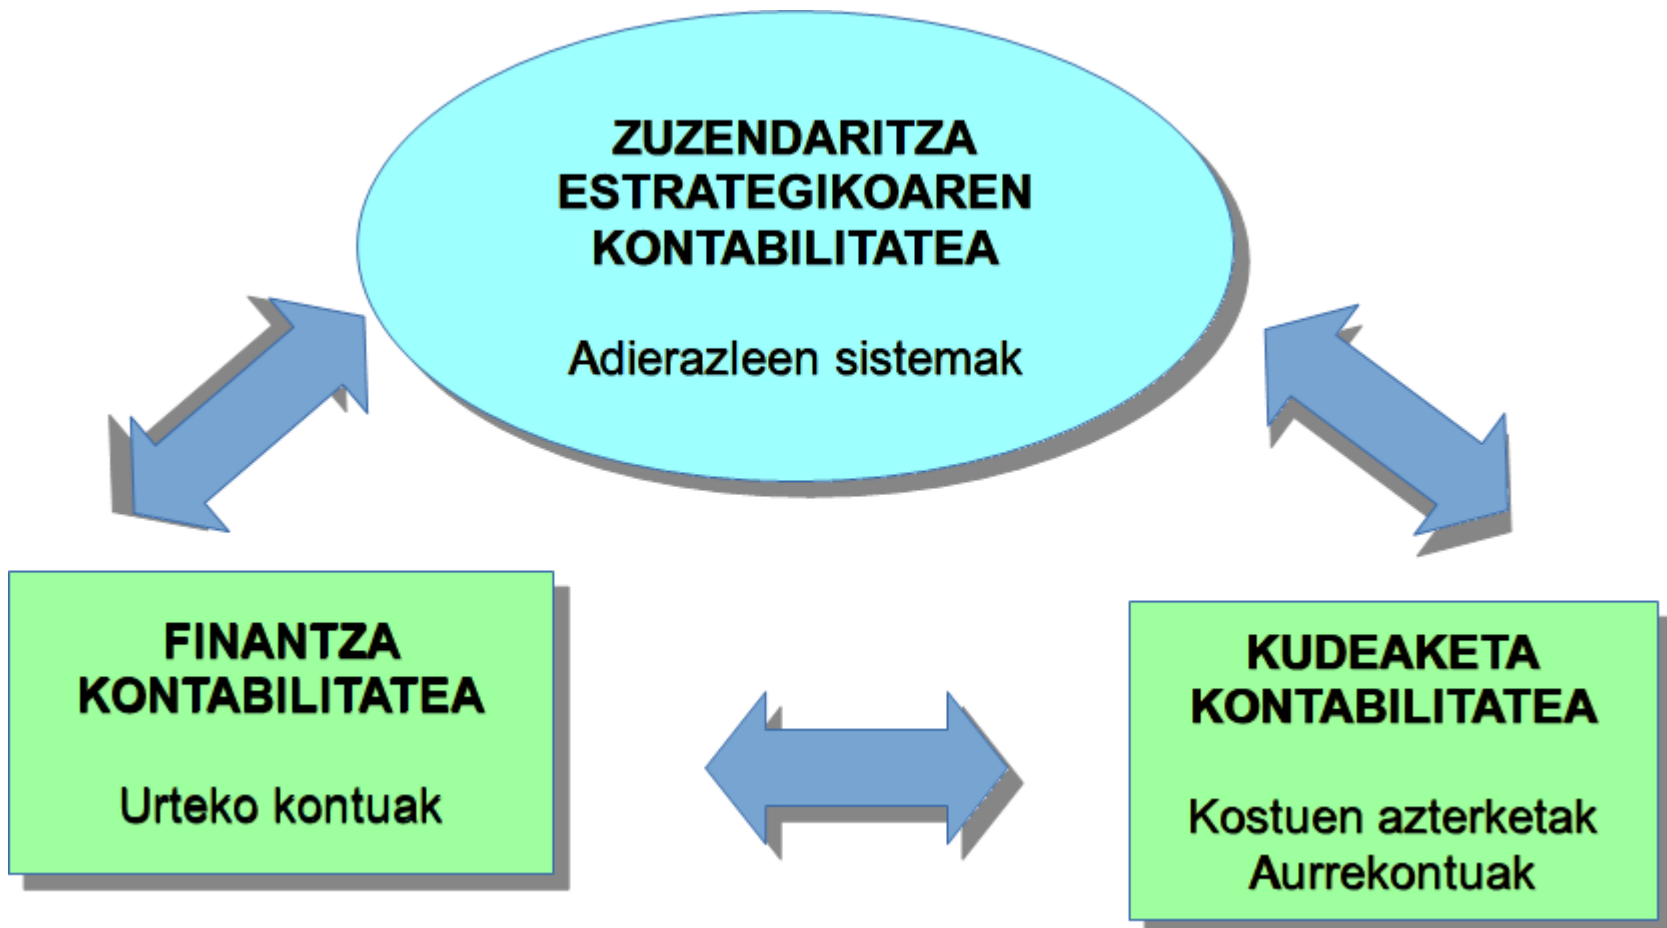 ZUZENDARITZA
ESTRATEGIKOAREN
KONTABILITATEA
Adierazleen sistemak
FINANTZA
KONTABILITATEA
Urteko kontuak
KUDEAKETA
KONTABILITATEA
Kostuen azterketak
Aurrekontuak